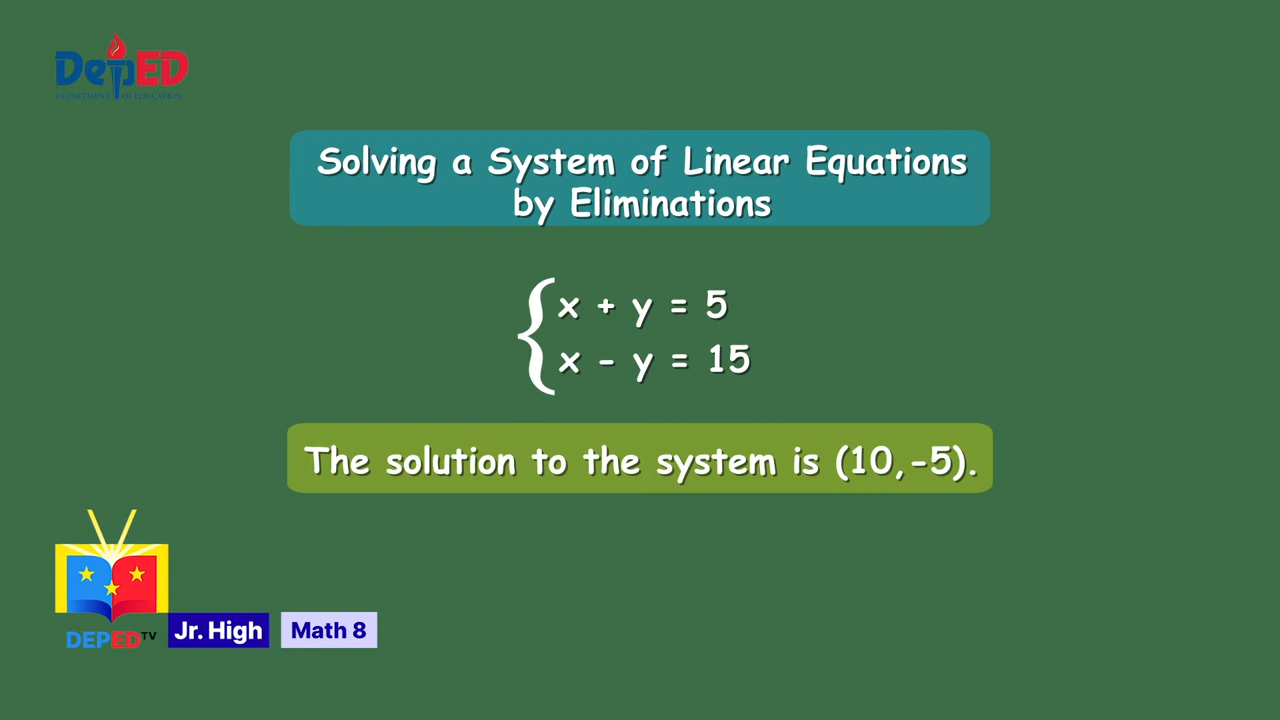 DepED
DEPARTMENT OF EDUCATION
Solving a System of Linear Equations
by Eliminations
x + y = 5
x - y = 15
The solution to the system is (10,-5).
DEPED TV
Jr. High
Math 8